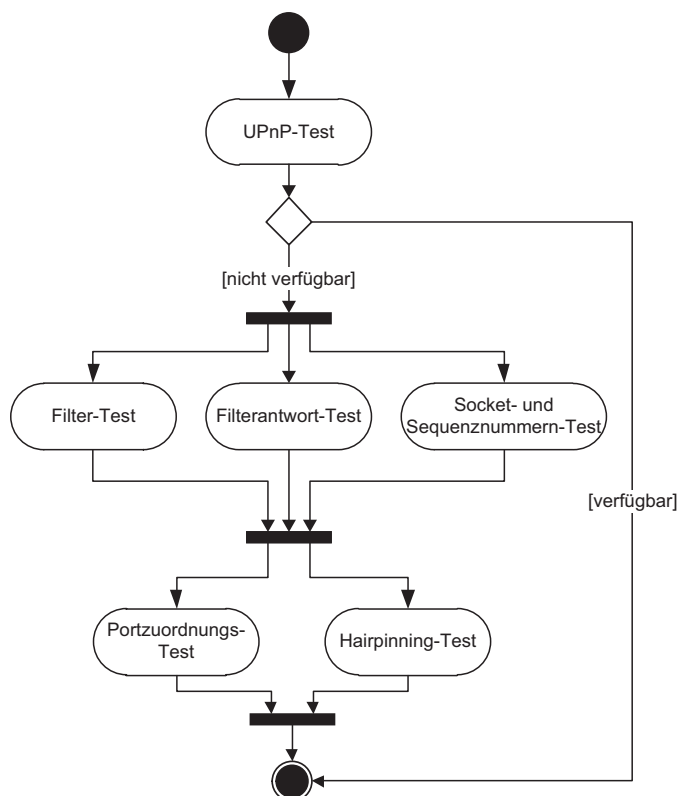 UPnP-Test
[nicht verfügbar]
Filter-Test
Filterantwort-Test
Socket- und
Sequenznummern-Test
[verfügbar]
Portzuordnungs-
Test
Hairpinning-Test